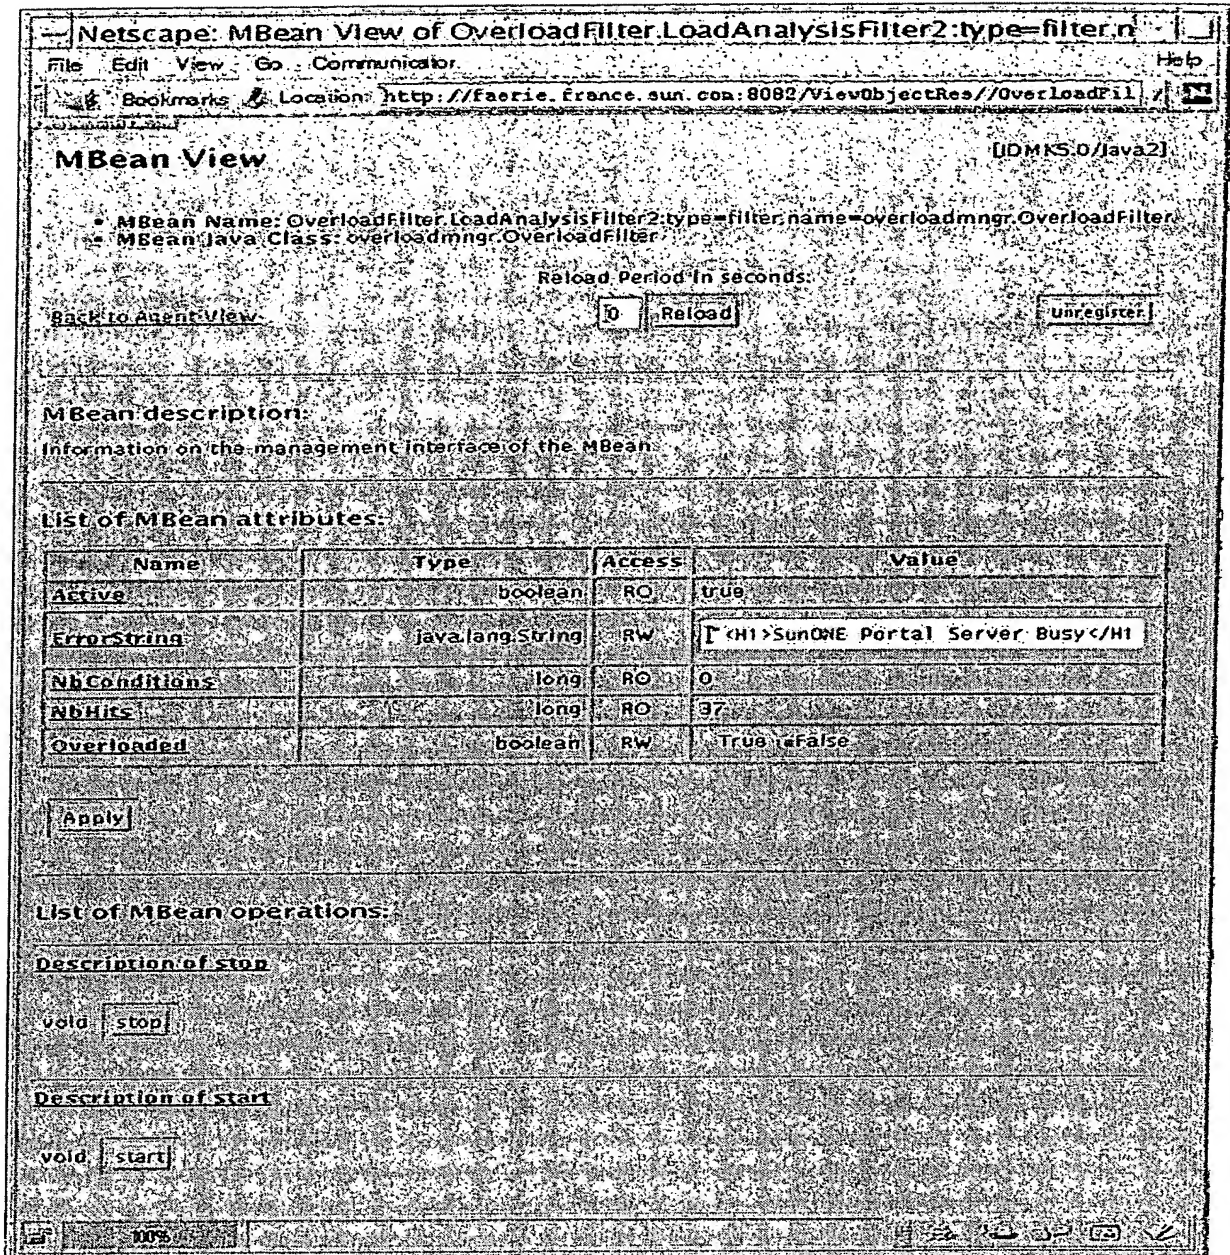 Netscape: MBean View of OverloadFilter.LoadAnalysisFilter2:type=filter.n
File Edit View Go Communicator Help
Bookmarks Location: http://faerie.france.sun.com:8082/ViewObjectRes//OverloadFil
MBean View [JDMK5.0/Java2]
• MBean Name: OverloadFilter.LoadAnalysisFilter2:type=filter,name=overloadmngr.OverloadFilter
• MBean Java Class: overloadmngr.OverloadFilter
Reload Period in seconds:
Back to Agent View 0 Reload Unregister
MBean description:
Information on the management interface of the MBean
List of MBean attributes:
Name Type Access Value
Active boolean RO true
ErrorString java.lang.String RW "<H1>SunONE Portal Server Busy</H1
NbConditions long RO 0
NbHits long RO 37
Overloaded boolean RW True False
Apply
List of MBean operations:
Description of stop
void stop
Description of start
void start
100%